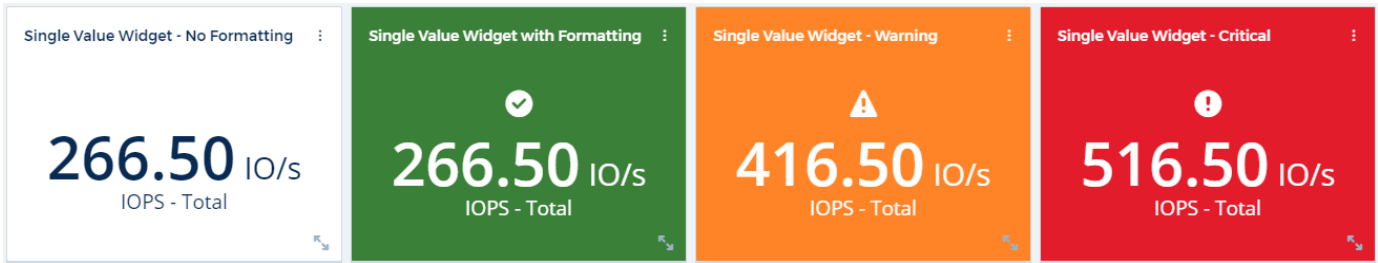 Single Value Widget - No Formatting
266.50 IO/s
IOPS - Total
Single Value Widget with Formatting
266.50 IO/s
IOPS - Total
Single Value Widget - Warning
416.50 IO/s
IOPS - Total
Single Value Widget - Critical
516.50 IO/s
IOPS - Total